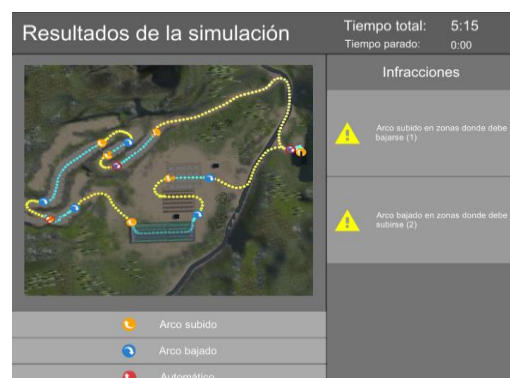 Resultados de la simulación
Tiempo total: 5:15
Tiempo parado: 0:00
Infracciones
Arco subido en zonas donde debe
bajarse (1)
Arco bajado en zonas donde debe
subirse (2)
Arco subido
Arco bajado
Automático